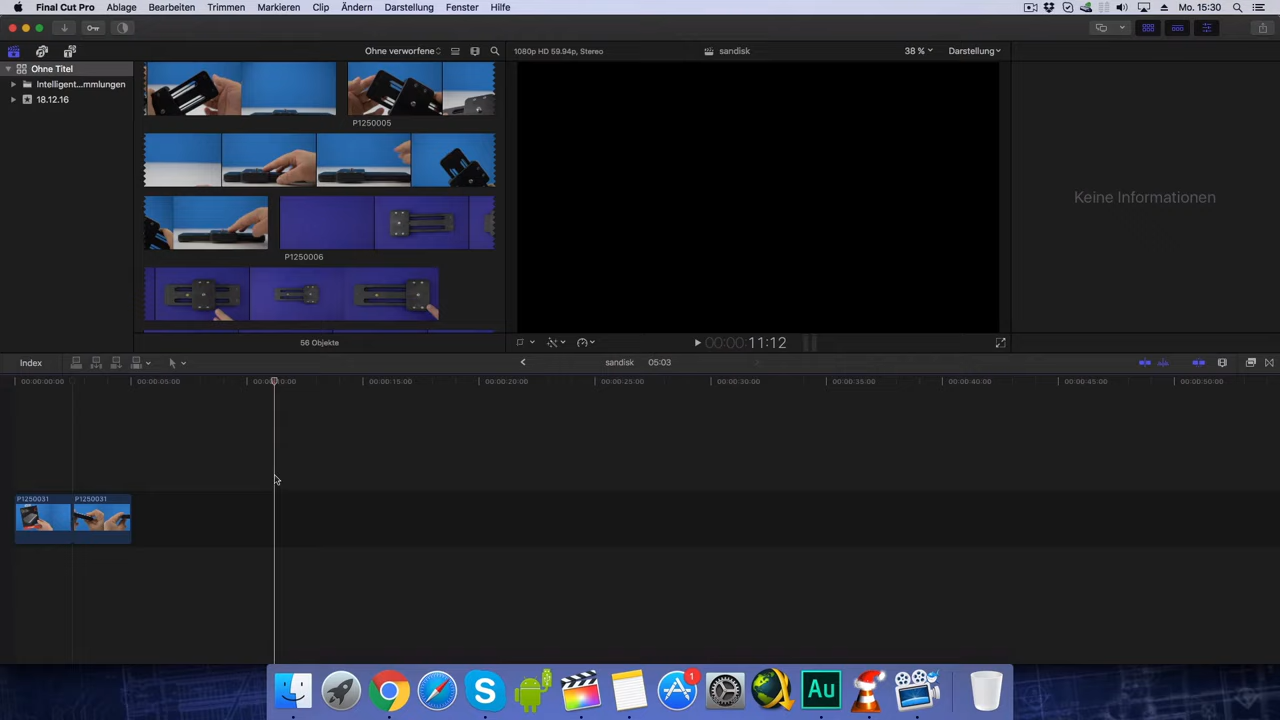 Final Cut Pro Ablage Bearbeiten Trimmen Markieren Clip Ändern Darstellung Fenster Hilfe Mo. 15:30
Ohne verworfene 1080p HD 59.94p, Stereo sandisk 38 % Darstellung
Ohne Titel
Intelligent...mmlungen
18.12.16
P1250005
Keine Informationen
P1250006
56 Objekte 00:00:11:12
Index sandisk 05:03
00:00:00:00 00:00:05:00 00:00:10:00 00:00:15:00 00:00:20:00 00:00:25:00 00:00:30:00 00:00:35:00 00:00:40:00 00:00:45:00 00:00:50:00
P1250031 P1250031
1
Au